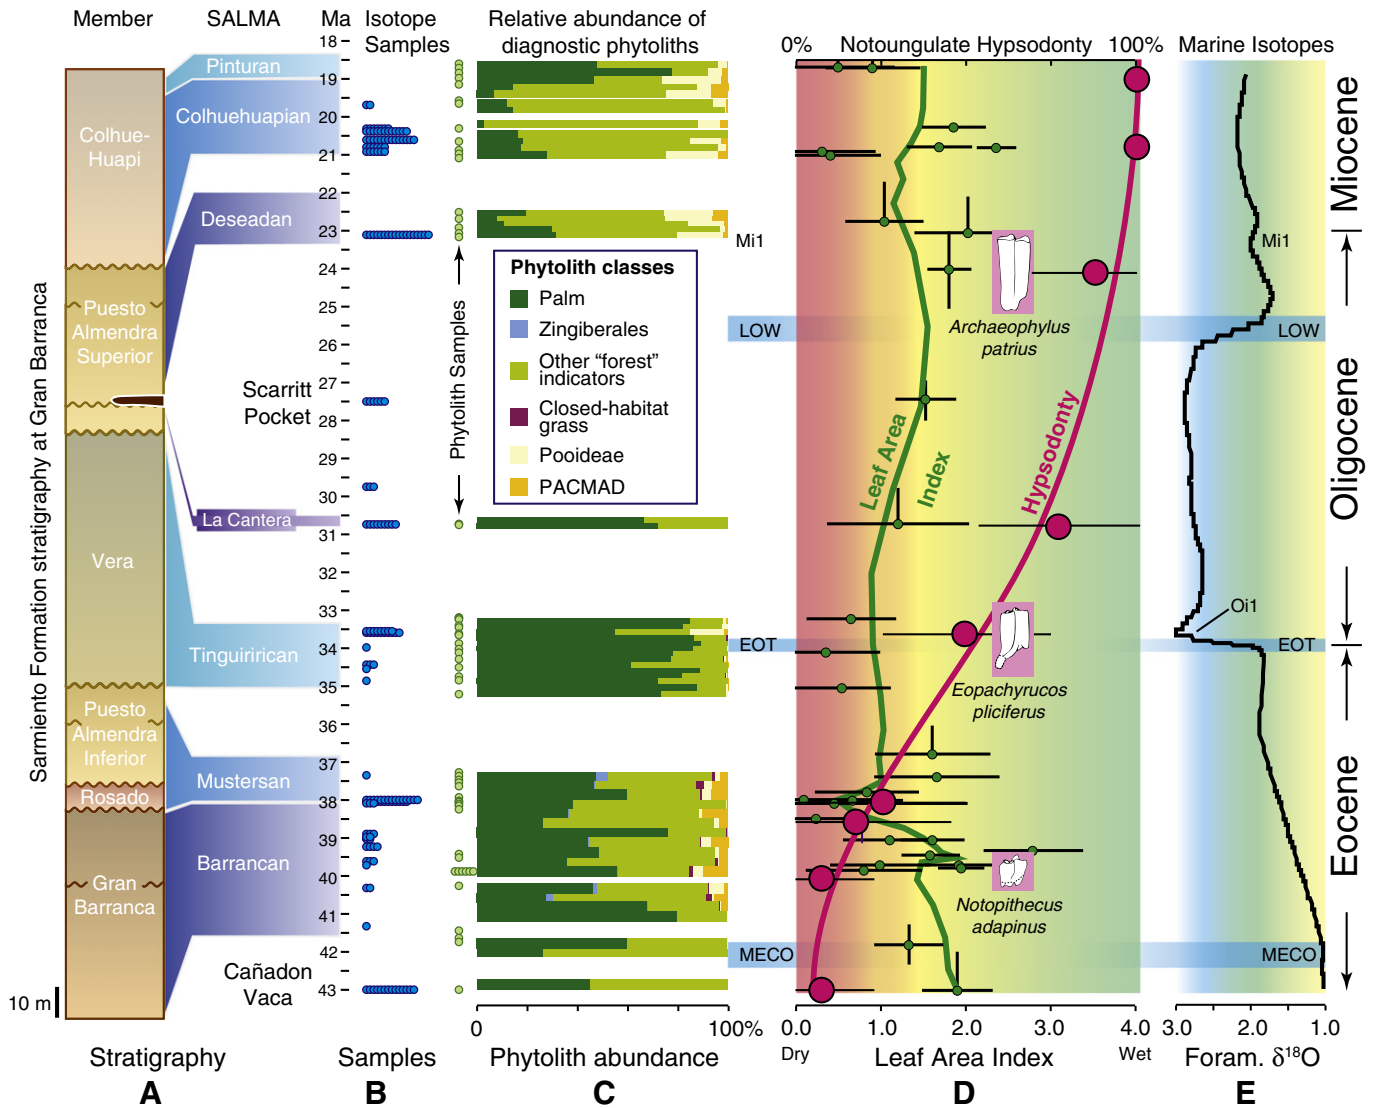 Member
SALMA
Ma
Isotope
Samples
Relative abundance of
diagnostic phytoliths
0%
Notoungulate Hypsodonty
100%
Marine Isotopes
Sarmiento Formation stratigraphy at Gran Barranca
Colhue-
Huapi
Puesto
Almendra
Superior
Vera
Puesto
Almendra
Inferior
Rosado
Gran
Barranca
10 m
Pinturan
Colhuehuapian
Deseadan
Scarritt
Pocket
La Cantera
Tinguirirican
Mustersan
Barrancan
Cañadon
Vaca
18
19
20
21
22
23
24
25
26
27
28
29
30
31
32
33
34
35
36
37
38
39
40
41
42
43
Phytolith Samples
Phytolith classes
Palm
Zingiberales
Other “forest”
indicators
Closed-habitat
grass
Pooideae
PACMAD
Mi1
LOW
EOT
MECO
Leaf Area
Index
Hypsodonty
Archaeophylus
patrius
Eopachyrucos
pliciferus
Notopithecus
adapinus
Mi1
LOW
Oi1
EOT
MECO
Miocene
Oligocene
Eocene
0
100%
0.0
1.0
2.0
3.0
4.0
3.0
2.0
1.0
Dry
Wet
Stratigraphy
Samples
Phytolith abundance
Leaf Area Index
Foram. δ18O
A
B
C
D
E